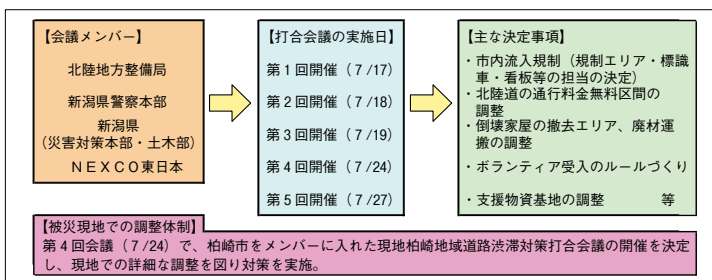 【会議メンバー】
北陸地方整備局
新潟県警察本部
新潟県
(災害対策本部・土木部)
NEXCO東日本
【打合会議の実施日】
第1回開催(7/17)
第2回開催(7/18)
第3回開催(7/19)
第4回開催(7/24)
第5回開催(7/27)
【主な決定事項】
・市内流入規制(規制エリア・標識
車・看板等の担当の決定)
・北陸道の通行料金無料区間の
調整
・倒壊家屋の撤去エリア、廃材運
搬の調整
・ボランティア受入のルールづくり
・支援物資基地の調整 等
【被災現地での調整体制】
第4回会議(7/24)で、柏崎市をメンバーに入れた現地柏崎地域道路渋滞対策打合会議の開催を決定
し、現地での詳細な調整を図り対策を実施。